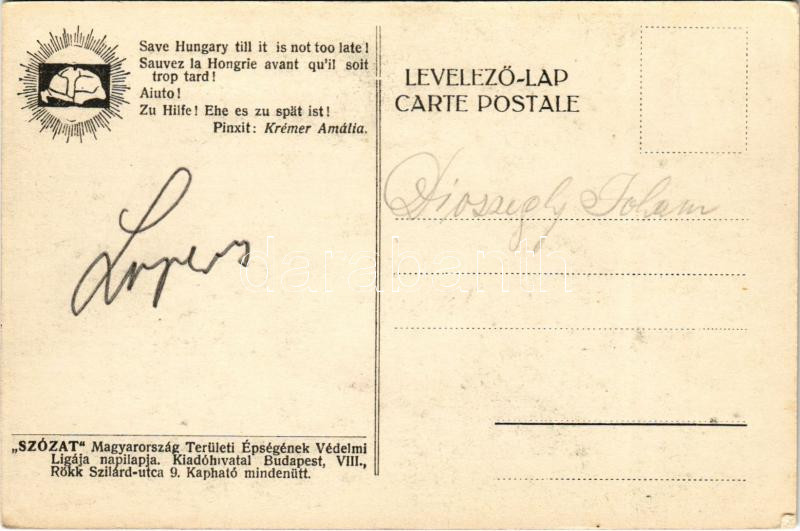 Save Hungary till it is not too late!
Sauvez la Hongrie avant qu'il soit
trop tard!
Aiuto!
Zu Hilfe! Ehe es zu spät ist!
Pinxit: Krémer Amália.
LEVELEZŐ-LAP
CARTE POSTALE
darabanth
„SZÓZAT“ Magyarország Területi Épségének Védelmi
Ligája napilapja. Kiadóhivatal Budapest, VIII.,
Rökk Szilárd-utca 9. Kapható mindenütt.